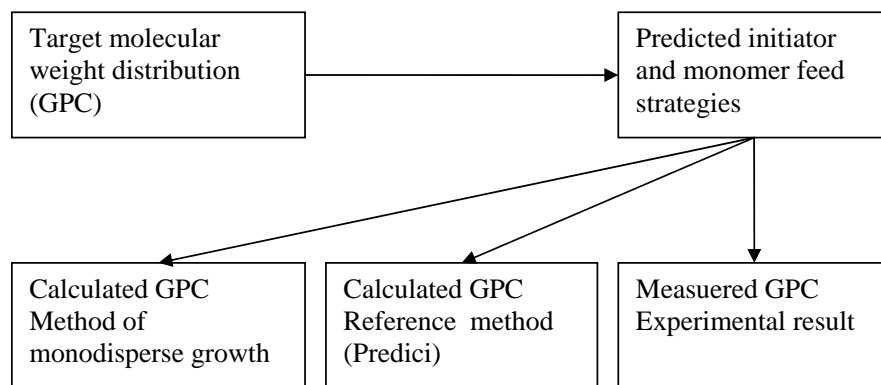 Target molecular
weight distribution
(GPC)
Predicted initiator
and monomer feed
strategies
Calculated GPC
Method of
monodisperse growth
Calculated GPC
Reference method
(Predici)
Measuered GPC
Experimental result